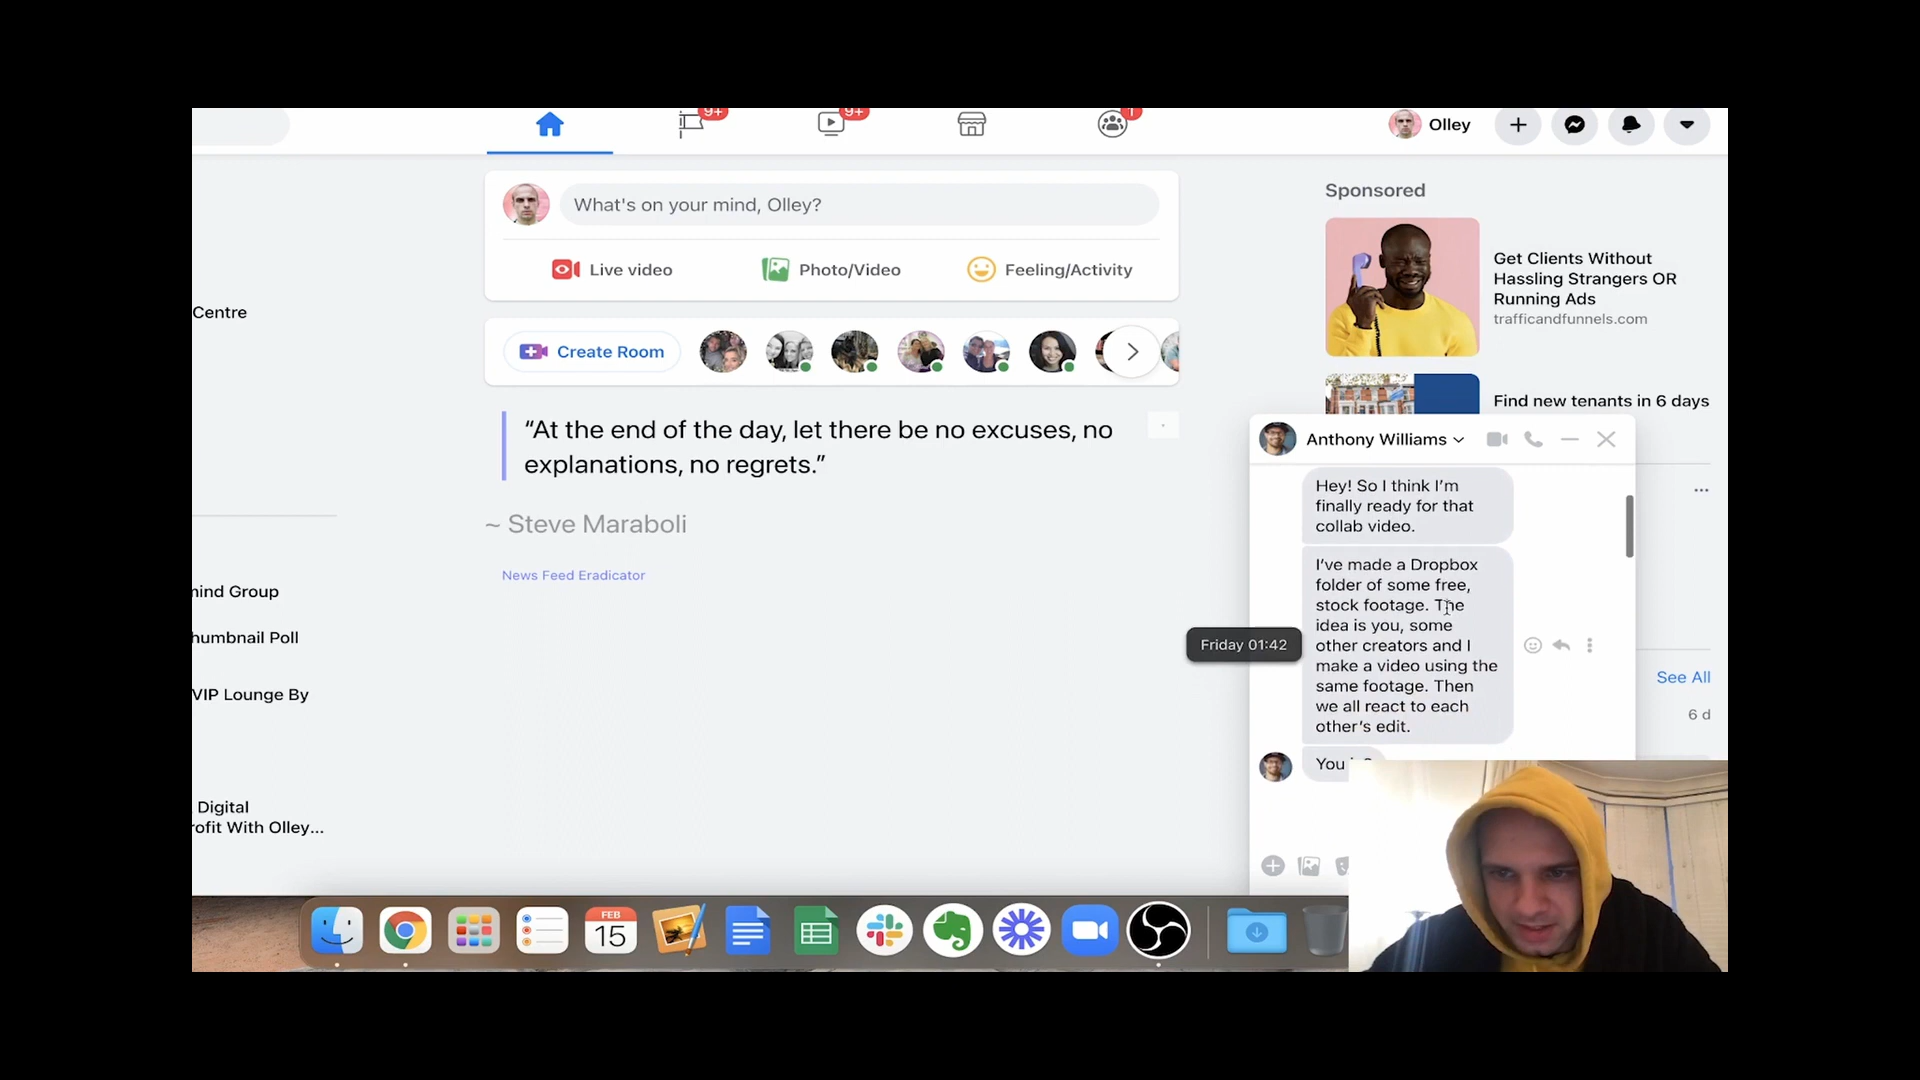 9+
9+
1
Olley
What's on your mind, Olley?
Live video
Photo/Video
Feeling/Activity
Create Room
“At the end of the day, let there be no excuses, no
explanations, no regrets.”
~ Steve Maraboli
News Feed Eradicator
Centre
Group
Poll
VIP Lounge By
Digital
With Olley...
Sponsored
Get Clients Without
Hassling Strangers OR
Running Ads
trafficandfunnels.com
Find new tenants in 6 days
Anthony Williams
Hey! So I think I’m
finally ready for that
collab video.
I’ve made a Dropbox
folder of some free,
stock footage. The
idea is you, some
other creators and I
make a video using the
same footage. Then
we all react to each
other’s edit.
Friday 01:42
You
See All
6 d
FEB
15